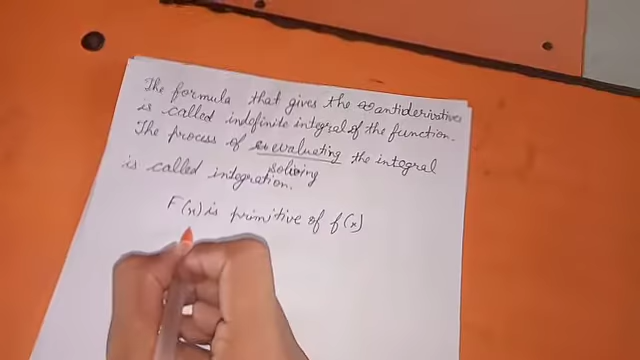 The formula that gives the ∞ antiderivatives
is called indefinite integral of the function.
The process of evaluating the integral
solving
is called integration.
F(x) is primitive of f(x)